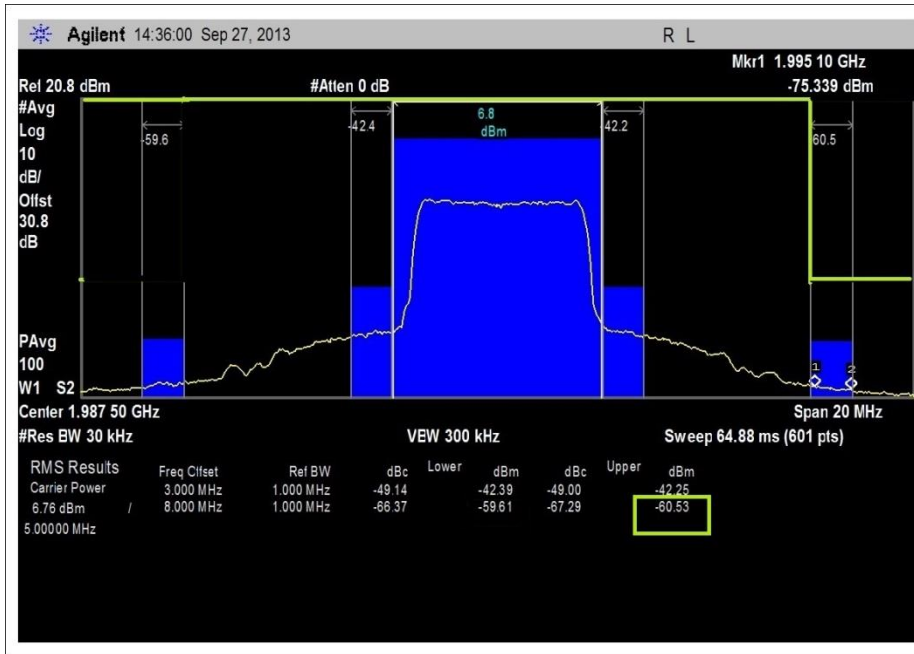 Agilent 14:36:00 Sep 27, 2013 R L
Mkr1 1.995 10 GHz
Ref 20.8 dBm #Atten 0 dB -75.339 dBm
#Avg
Log
10
dB/
Offst
30.8
dB
-59.6
-42.4
6.8
dBm
42.2
60.5
PAvg
100
W1 S2
1
2
Center 1.987 50 GHz Span 20 MHz
#Res BW 30 kHz VBW 300 kHz Sweep 64.88 ms (601 pts)
RMS Results Freq Offset Ref BW dBc Lower dBm dBc Upper dBm
Carrier Power 3.000 MHz 1.000 MHz -49.14 -42.39 -49.00 -42.25
6.76 dBm / 8.000 MHz 1.000 MHz -66.37 -59.61 -67.29 -60.53
5.00000 MHz